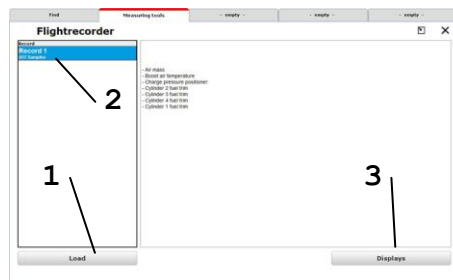 Find
Measuring tools
- empty -
- empty -
- empty -
Flightrecorder
Record
Record 1
- Air mass
- Boost air temperature
- Charge pressure positioner
- Cylinder 2 fuel trim
- Cylinder 3 fuel trim
- Cylinder 4 fuel trim
- Cylinder 1 fuel trim
2
1
3
Load
Displays